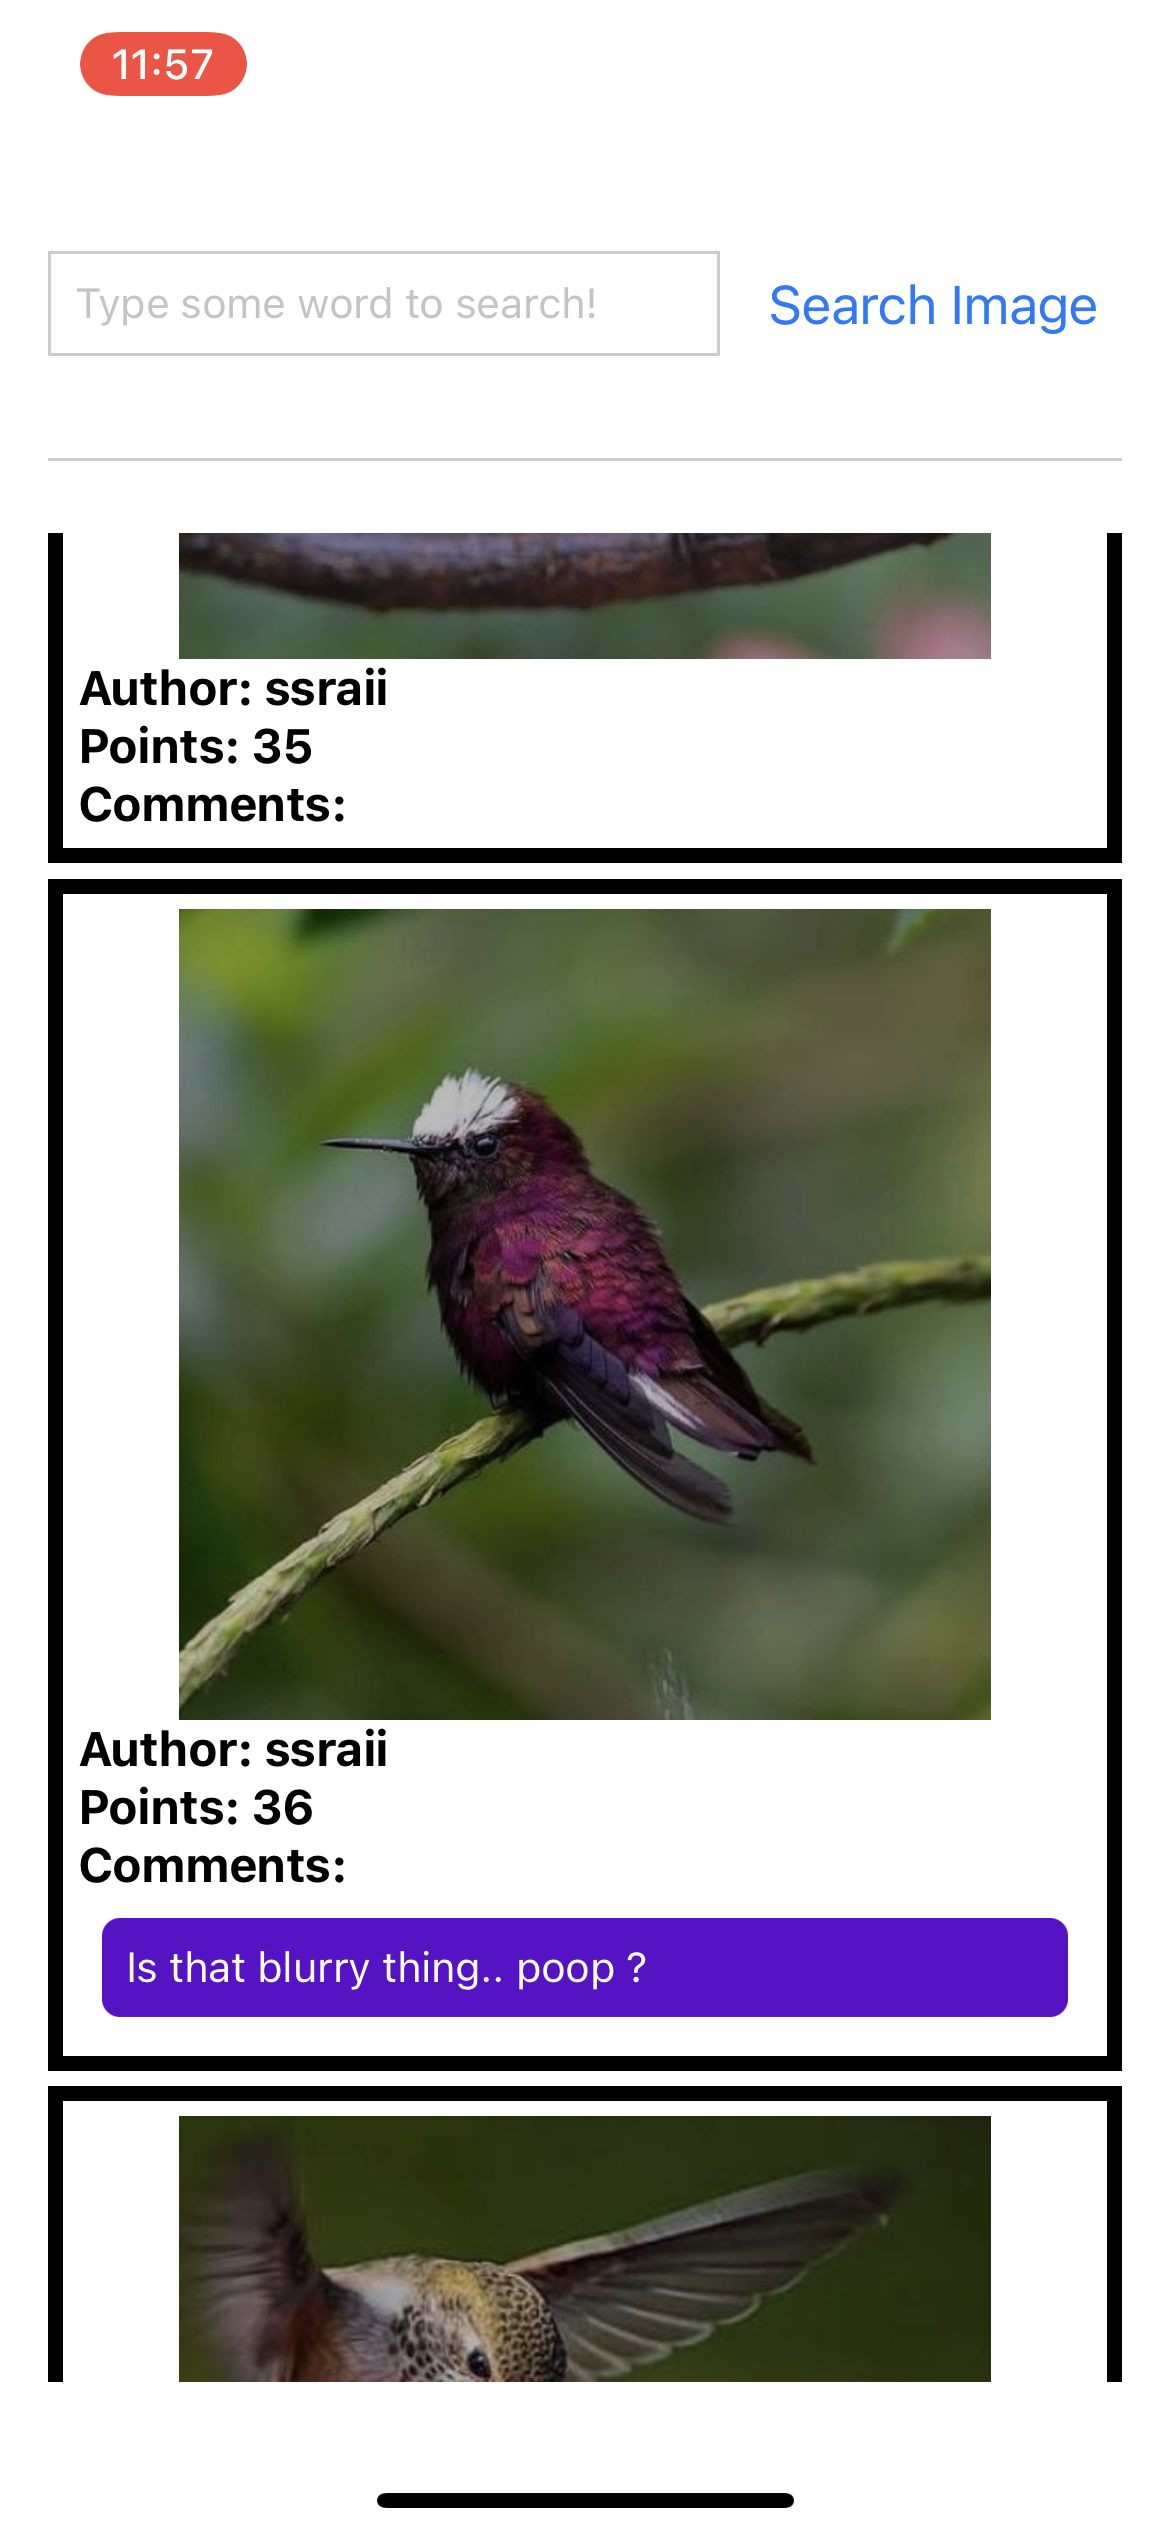 11:57
Type some word to search!
Search Image
Author: ssraii
Points: 35
Comments:
Author: ssraii
Points: 36
Comments:
Is that blurry thing.. poop ?